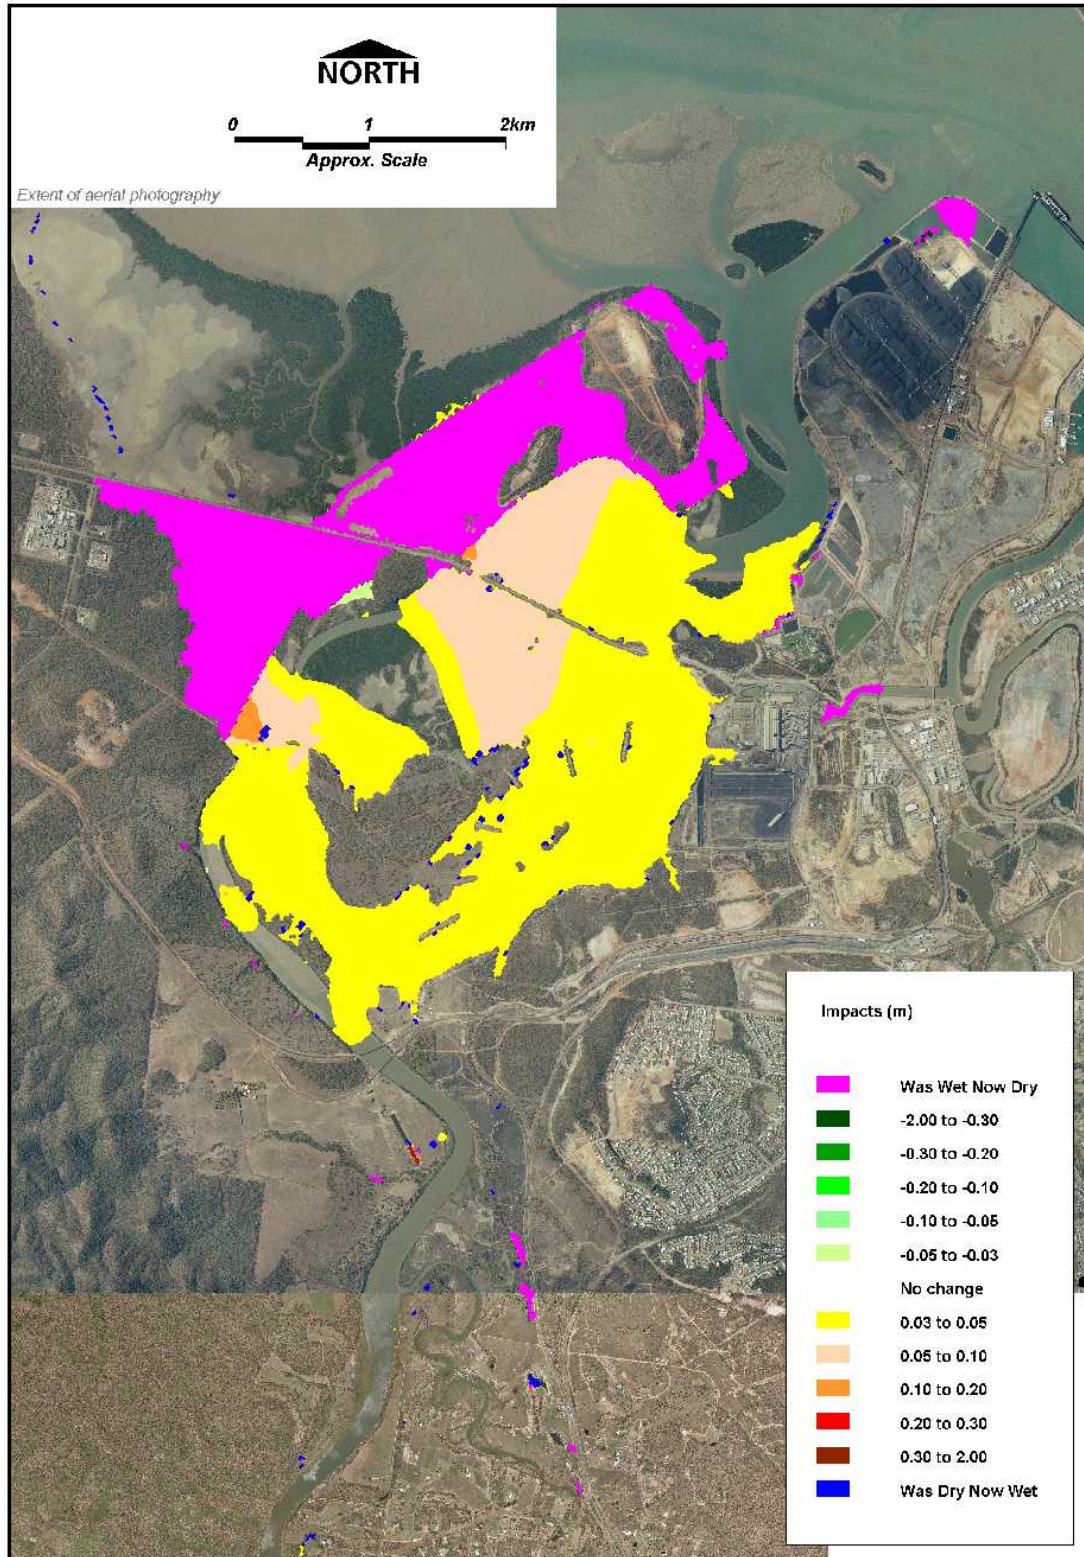 NORTH
0 1 2km
Approx. Scale
Extent of aerial photography
Impacts (m)
Was Wet Now Dry
-2.00 to -0.30
-0.30 to -0.20
-0.20 to -0.10
-0.10 to -0.05
-0.05 to -0.03
No change
0.03 to 0.05
0.05 to 0.10
0.10 to 0.20
0.20 to 0.30
0.30 to 2.00
Was Dry Now Wet